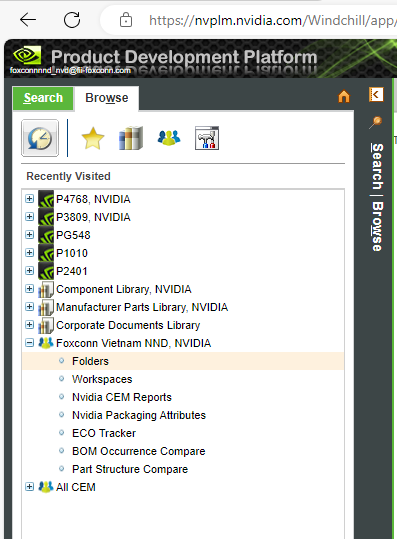 https://nvplm.nvidia.com/Windchill/app/
Product Development Platform
foxconnnnd_nvd@fii-foxconn.com
Search
Browse
Recently Visited
P4768, NVIDIA
P3809, NVIDIA
PG548
P1010
P2401
Component Library, NVIDIA
Manufacturer Parts Library, NVIDIA
Corporate Documents Library
Foxconn Vietnam NND, NVIDIA
Folders
Workspaces
Nvidia CEM Reports
Nvidia Packaging Attributes
ECO Tracker
BOM Occurrence Compare
Part Structure Compare
All CEM
Search | Browse